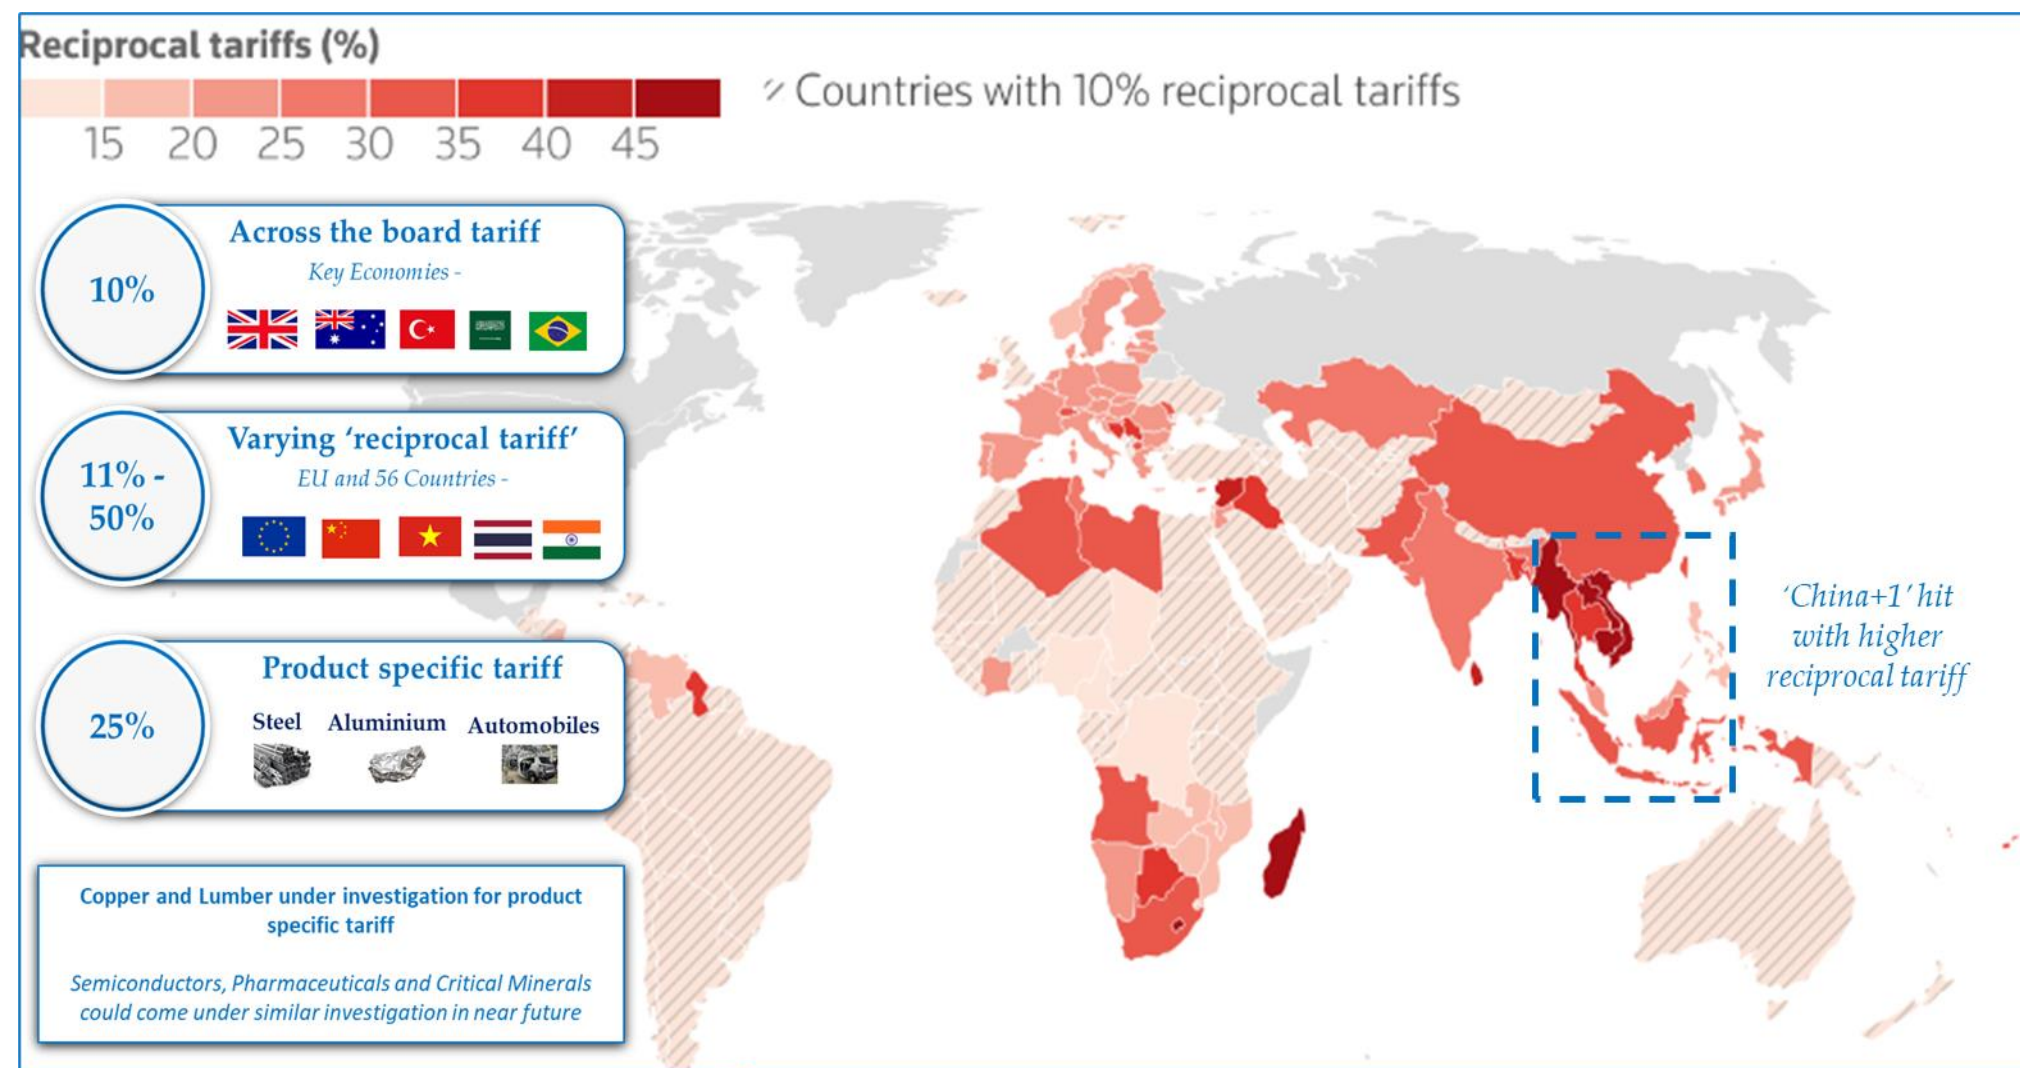 Reciprocal tariffs (%)
Countries with 10% reciprocal tariffs
15 20 25 30 35 40 45
10%
Across the board tariff
Key Economies -
11% -
50%
Varying ‘reciprocal tariff’
EU and 56 Countries -
25%
Product specific tariff
Steel Aluminium Automobiles
Copper and Lumber under investigation for product
specific tariff
Semiconductors, Pharmaceuticals and Critical Minerals
could come under similar investigation in near future
‘China+1’ hit
with higher
reciprocal tariff